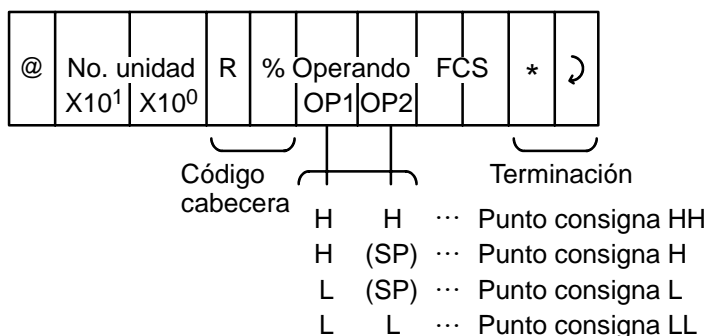 @ No. unidad R % Operando FCS * ⤸
X10¹ X10⁰ OP1 OP2
Código cabecera Terminación
H H ··· Punto consigna HH
H (SP) ··· Punto consigna H
L (SP) ··· Punto consigna L
L L ··· Punto consigna LL